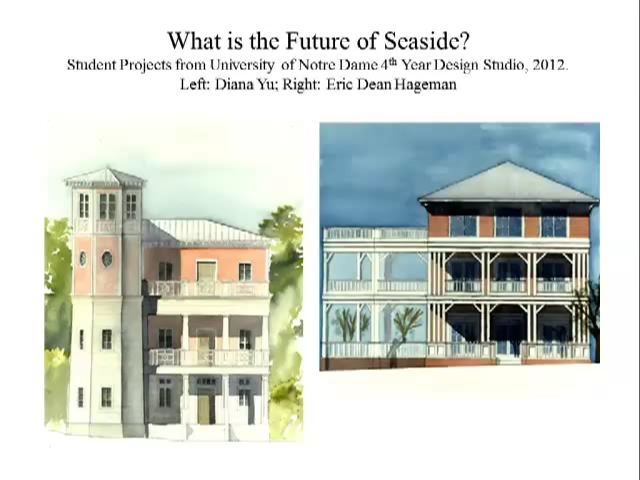 What is the Future of Seaside?
Student Projects from University of Notre Dame 4th Year Design Studio, 2012.
Left: Diana Yu; Right: Eric Dean Hageman